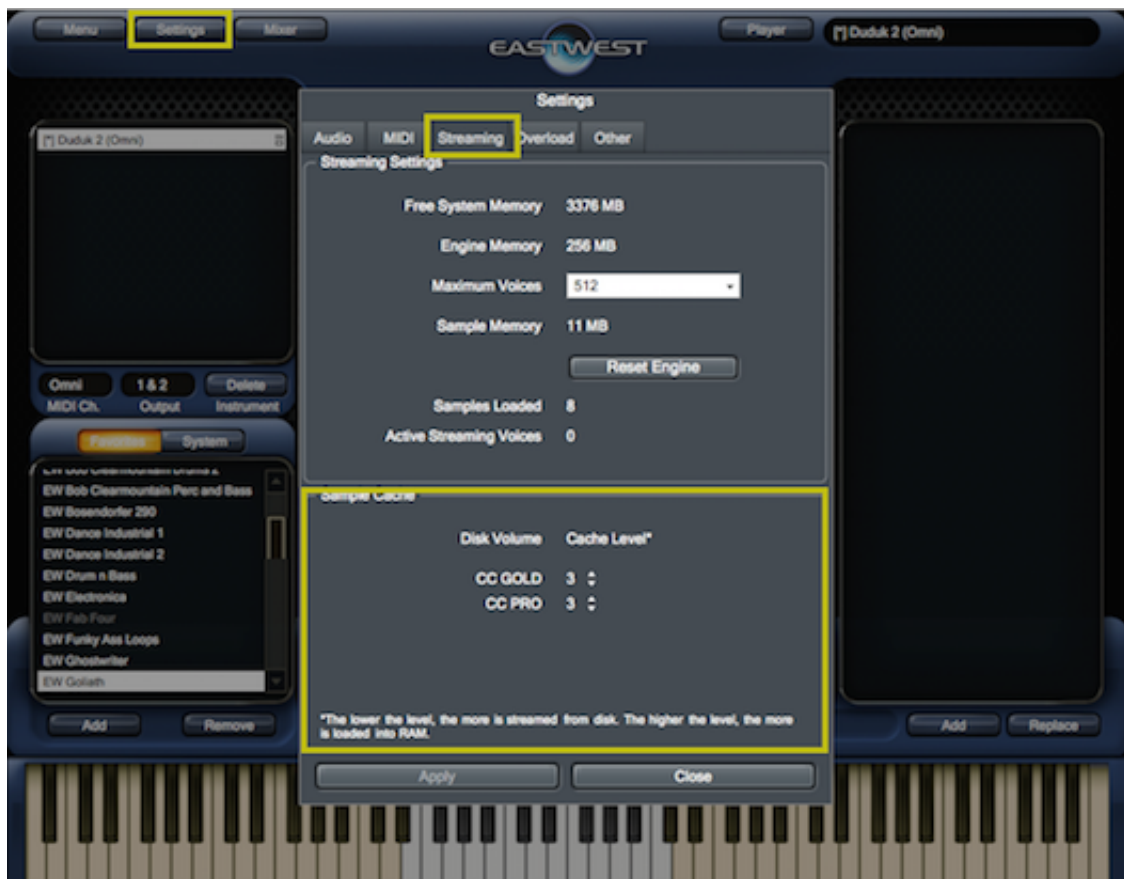 Menu
Settings
Mixer
EASTWEST
Player
[*] Duduk 2 (Omni)
Settings
[*] Duduk 2 (Omni)
Audio
MIDI
Streaming
Overload
Other
Streaming Settings
Free System Memory 3376 MB
Engine Memory 256 MB
Maximum Voices 512
Sample Memory 11 MB
Reset Engine
Samples Loaded 8
Active Streaming Voices 0
Omni
1 & 2
Delete
MIDI Ch.
Output
Instrument
Favorites
System
EW Bob Clearmountain Drums 2
EW Bob Clearmountain Perc and Bass
EW Bosendorfer 290
EW Dance Industrial 1
EW Dance Industrial 2
EW Drum n Bass
EW Electronica
EW Fab Four
EW Funky Ass Loops
EW Ghostwriter
EW Goliath
Add
Remove
Sample Cache
Disk Volume Cache Level*
CC GOLD 3
CC PRO 3
*The lower the level, the more is streamed from disk. The higher the level, the more
is loaded into RAM.
Apply
Close
Add
Replace